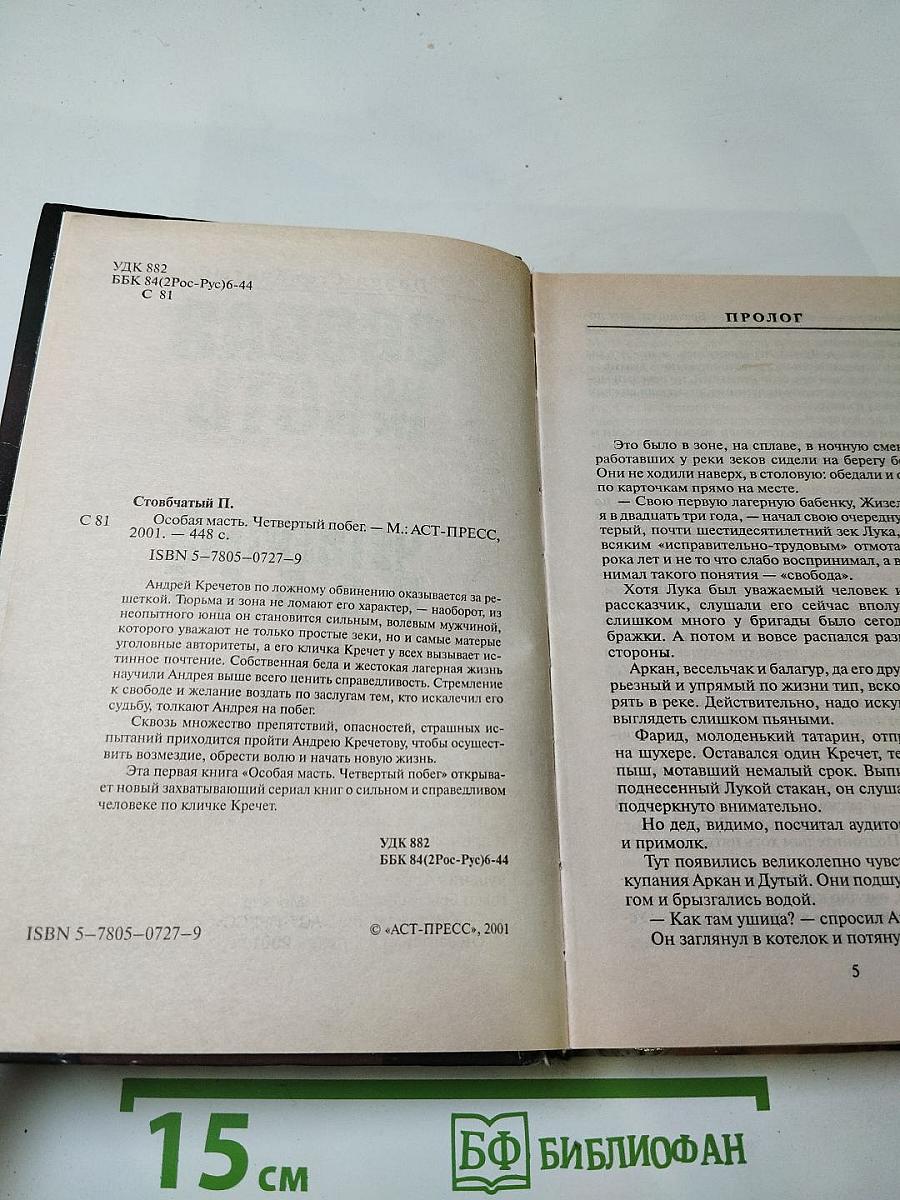 УДК 882
ББК 84(2Рос-Рус)6-44
С 81
Стовбчатый П.
С 81 Особая масть. Четвертый побег. — М.: АСТ-ПРЕСС,
2001. — 448 с.
ISBN 5–7805–0727–9
Андрей Кречетов по ложному обвинению оказывается за ре-
шеткой. Тюрьма и зона не ломают его характер, — наоборот, из
неопытного юнца он становится сильным, волевым мужчиной,
которого уважают не только простые зеки, но и самые матерые
уголовные авторитеты, а его кличка Кречет у всех вызывает ис-
тинное почтение. Собственная беда и жестокая лагерная жизнь
научили Андрея выше всего ценить справедливость. Стремление
к свободе и желание воздать по заслугам тем, кто искалечил его
судьбу, толкают Андрея на побег.
Сквозь множество препятствий, опасностей, страшных ис-
пытаний приходится пройти Андрею Кречетову, чтобы осущест-
вить возмездие, обрести волю и начать новую жизнь.
Эта первая книга «Особая масть. Четвертый побег» открыва-
ет новый захватывающий сериал книг о сильном и справедливом
человеке по кличке Кречет.
УДК 882
ББК 84(2Рос-Рус)6-44
ISBN 5–7805–0727–9 © «АСТ-ПРЕСС», 2001
ПРОЛОГ
Это было в зоне, на сплаве, в ночную смен
работавших у реки зеков сидели на берегу б
Они не ходили наверх, в столовую: обедали и
по карточкам прямо на месте.
— Свою первую лагерную бабенку, Жизел
я в двадцать три года, — начал свою очередну
терый, почти шестидесятилетний зек Лука,
всяким «исправительно-трудовым» отмота
рока лет и не то что слабо воспринимал, а в
нимал такого понятия — «свобода».
Хотя Лука был уважаемый человек и
рассказчик, слушали его сейчас вполу
слишком много у бригады было сегод
бражки. А потом и вовсе распался раз
стороны.
Аркан, весельчак и балагур, да его дру
рьезный и упрямый по жизни тип, вско
рять в реке. Действительно, надо иску
выглядеть слишком пьяными.
Фарид, молоденький татарин, отпр
на шухере. Оставался один Кречет, те
пыш, мотавший немалый срок. Выпи
поднесенный Лукой стакан, он слуша
подчеркнуто внимательно.
Но дед, видимо, посчитал аудито
и примолк.
Тут появились великолепно чувс
купания Аркан и Дутый. Они подшу
гом и брызгались водой.
— Как там ушица? — спросил А
Он заглянул в котелок и потяну
5
15 см
БФ БИБЛИОФАН